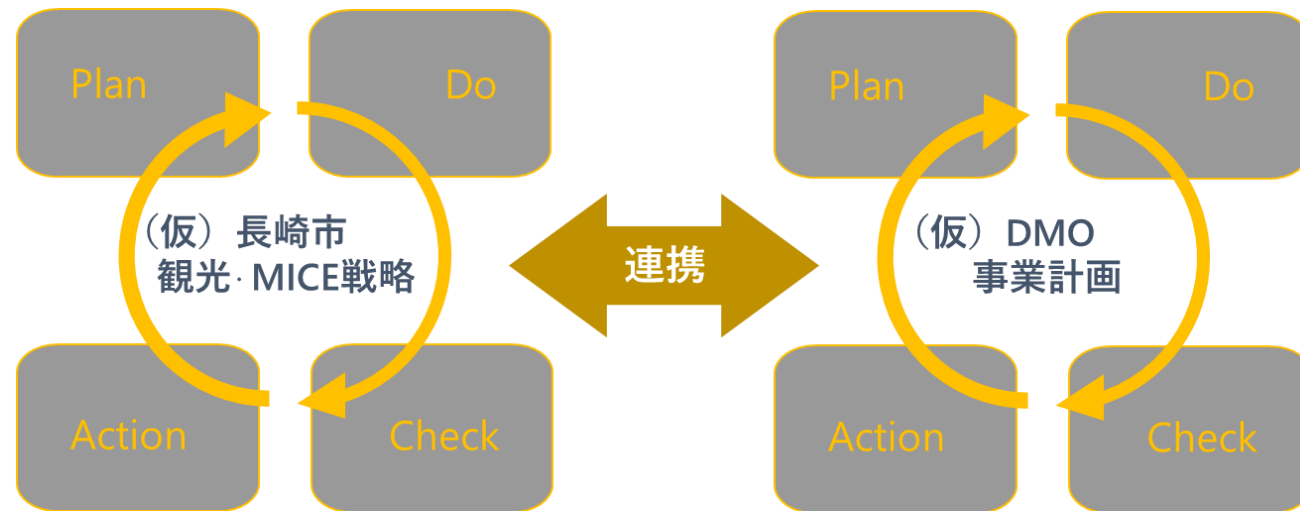 Plan
Do
（仮）長崎市
観光·MICE戦略
Action
Check
連携
Plan
Do
（仮）DMO
事業計画
Action
Check